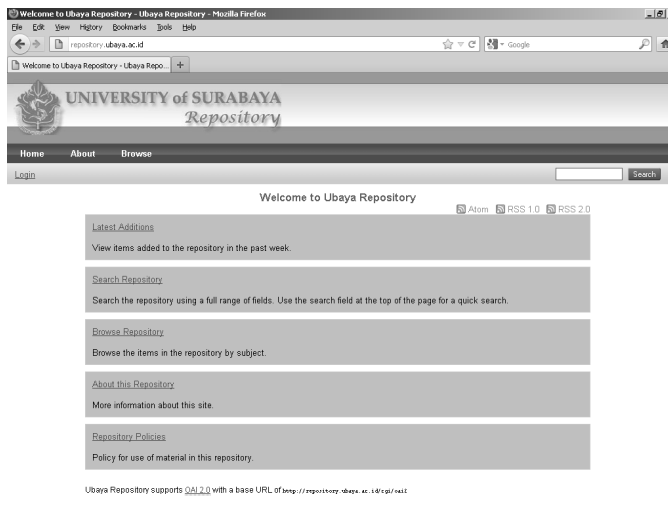 Welcome to Ubaya Repository - Ubaya Repository - Mozilla Firefox
File Edit View History Bookmarks Tools Help
repository.ubaya.ac.id Google
Welcome to Ubaya Repository - Ubaya Repo... +
UNIVERSITY of SURABAYA
Repository
Home About Browse
Login Search
Welcome to Ubaya Repository
Atom RSS 1.0 RSS 2.0
Latest Additions
View items added to the repository in the past week.
Search Repository
Search the repository using a full range of fields. Use the search field at the top of the page for a quick search.
Browse Repository
Browse the items in the repository by subject.
About this Repository
More information about this site.
Repository Policies
Policy for use of material in this repository.
Ubaya Repository supports OAI 2.0 with a base URL of http://repository.ubaya.ac.id/cgi/oai2